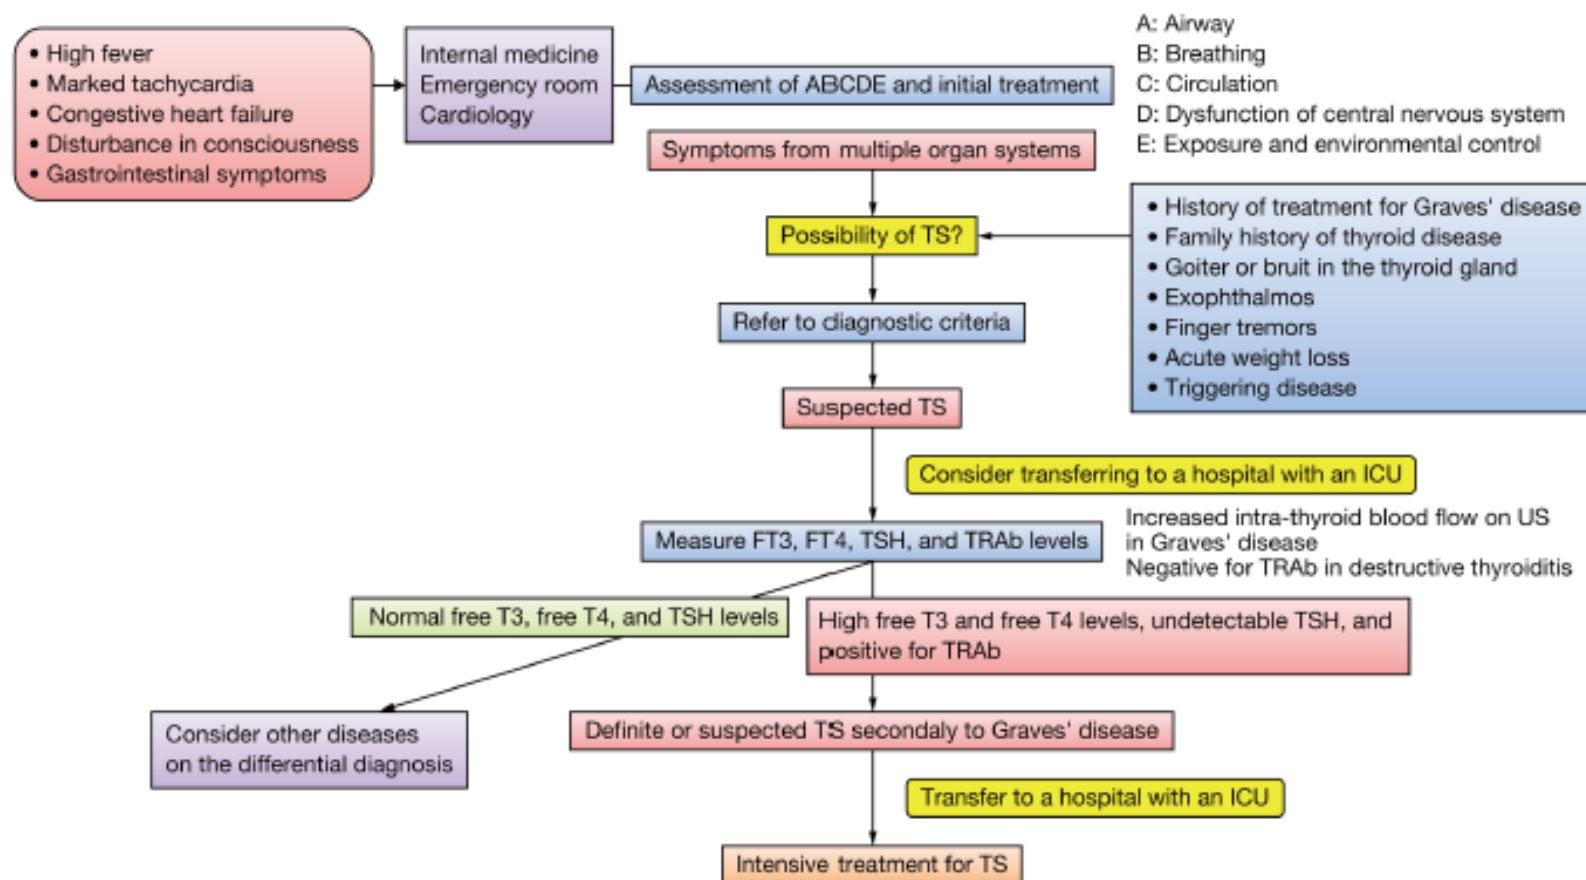 • High fever
• Marked tachycardia
• Congestive heart failure
• Disturbance in consciousness
• Gastrointestinal symptoms
Internal medicine
Emergency room
Cardiology
Assessment of ABCDE and initial treatment
A: Airway
B: Breathing
C: Circulation
D: Dysfunction of central nervous system
E: Exposure and environmental control
Symptoms from multiple organ systems
Possibility of TS?
• History of treatment for Graves' disease
• Family history of thyroid disease
• Goiter or bruit in the thyroid gland
• Exophthalmos
• Finger tremors
• Acute weight loss
• Triggering disease
Refer to diagnostic criteria
Suspected TS
Consider transferring to a hospital with an ICU
Measure FT3, FT4, TSH, and TRAb levels
Increased intra-thyroid blood flow on US
in Graves' disease
Negative for TRAb in destructive thyroiditis
Normal free T3, free T4, and TSH levels
High free T3 and free T4 levels, undetectable TSH, and
positive for TRAb
Consider other diseases
on the differential diagnosis
Definite or suspected TS secondaly to Graves' disease
Transfer to a hospital with an ICU
Intensive treatment for TS